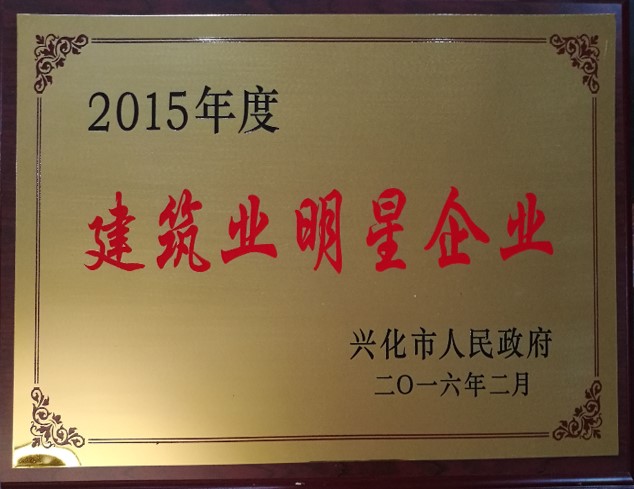 2015年度
建筑业明星企业
兴化市人民政府
二〇一六年二月